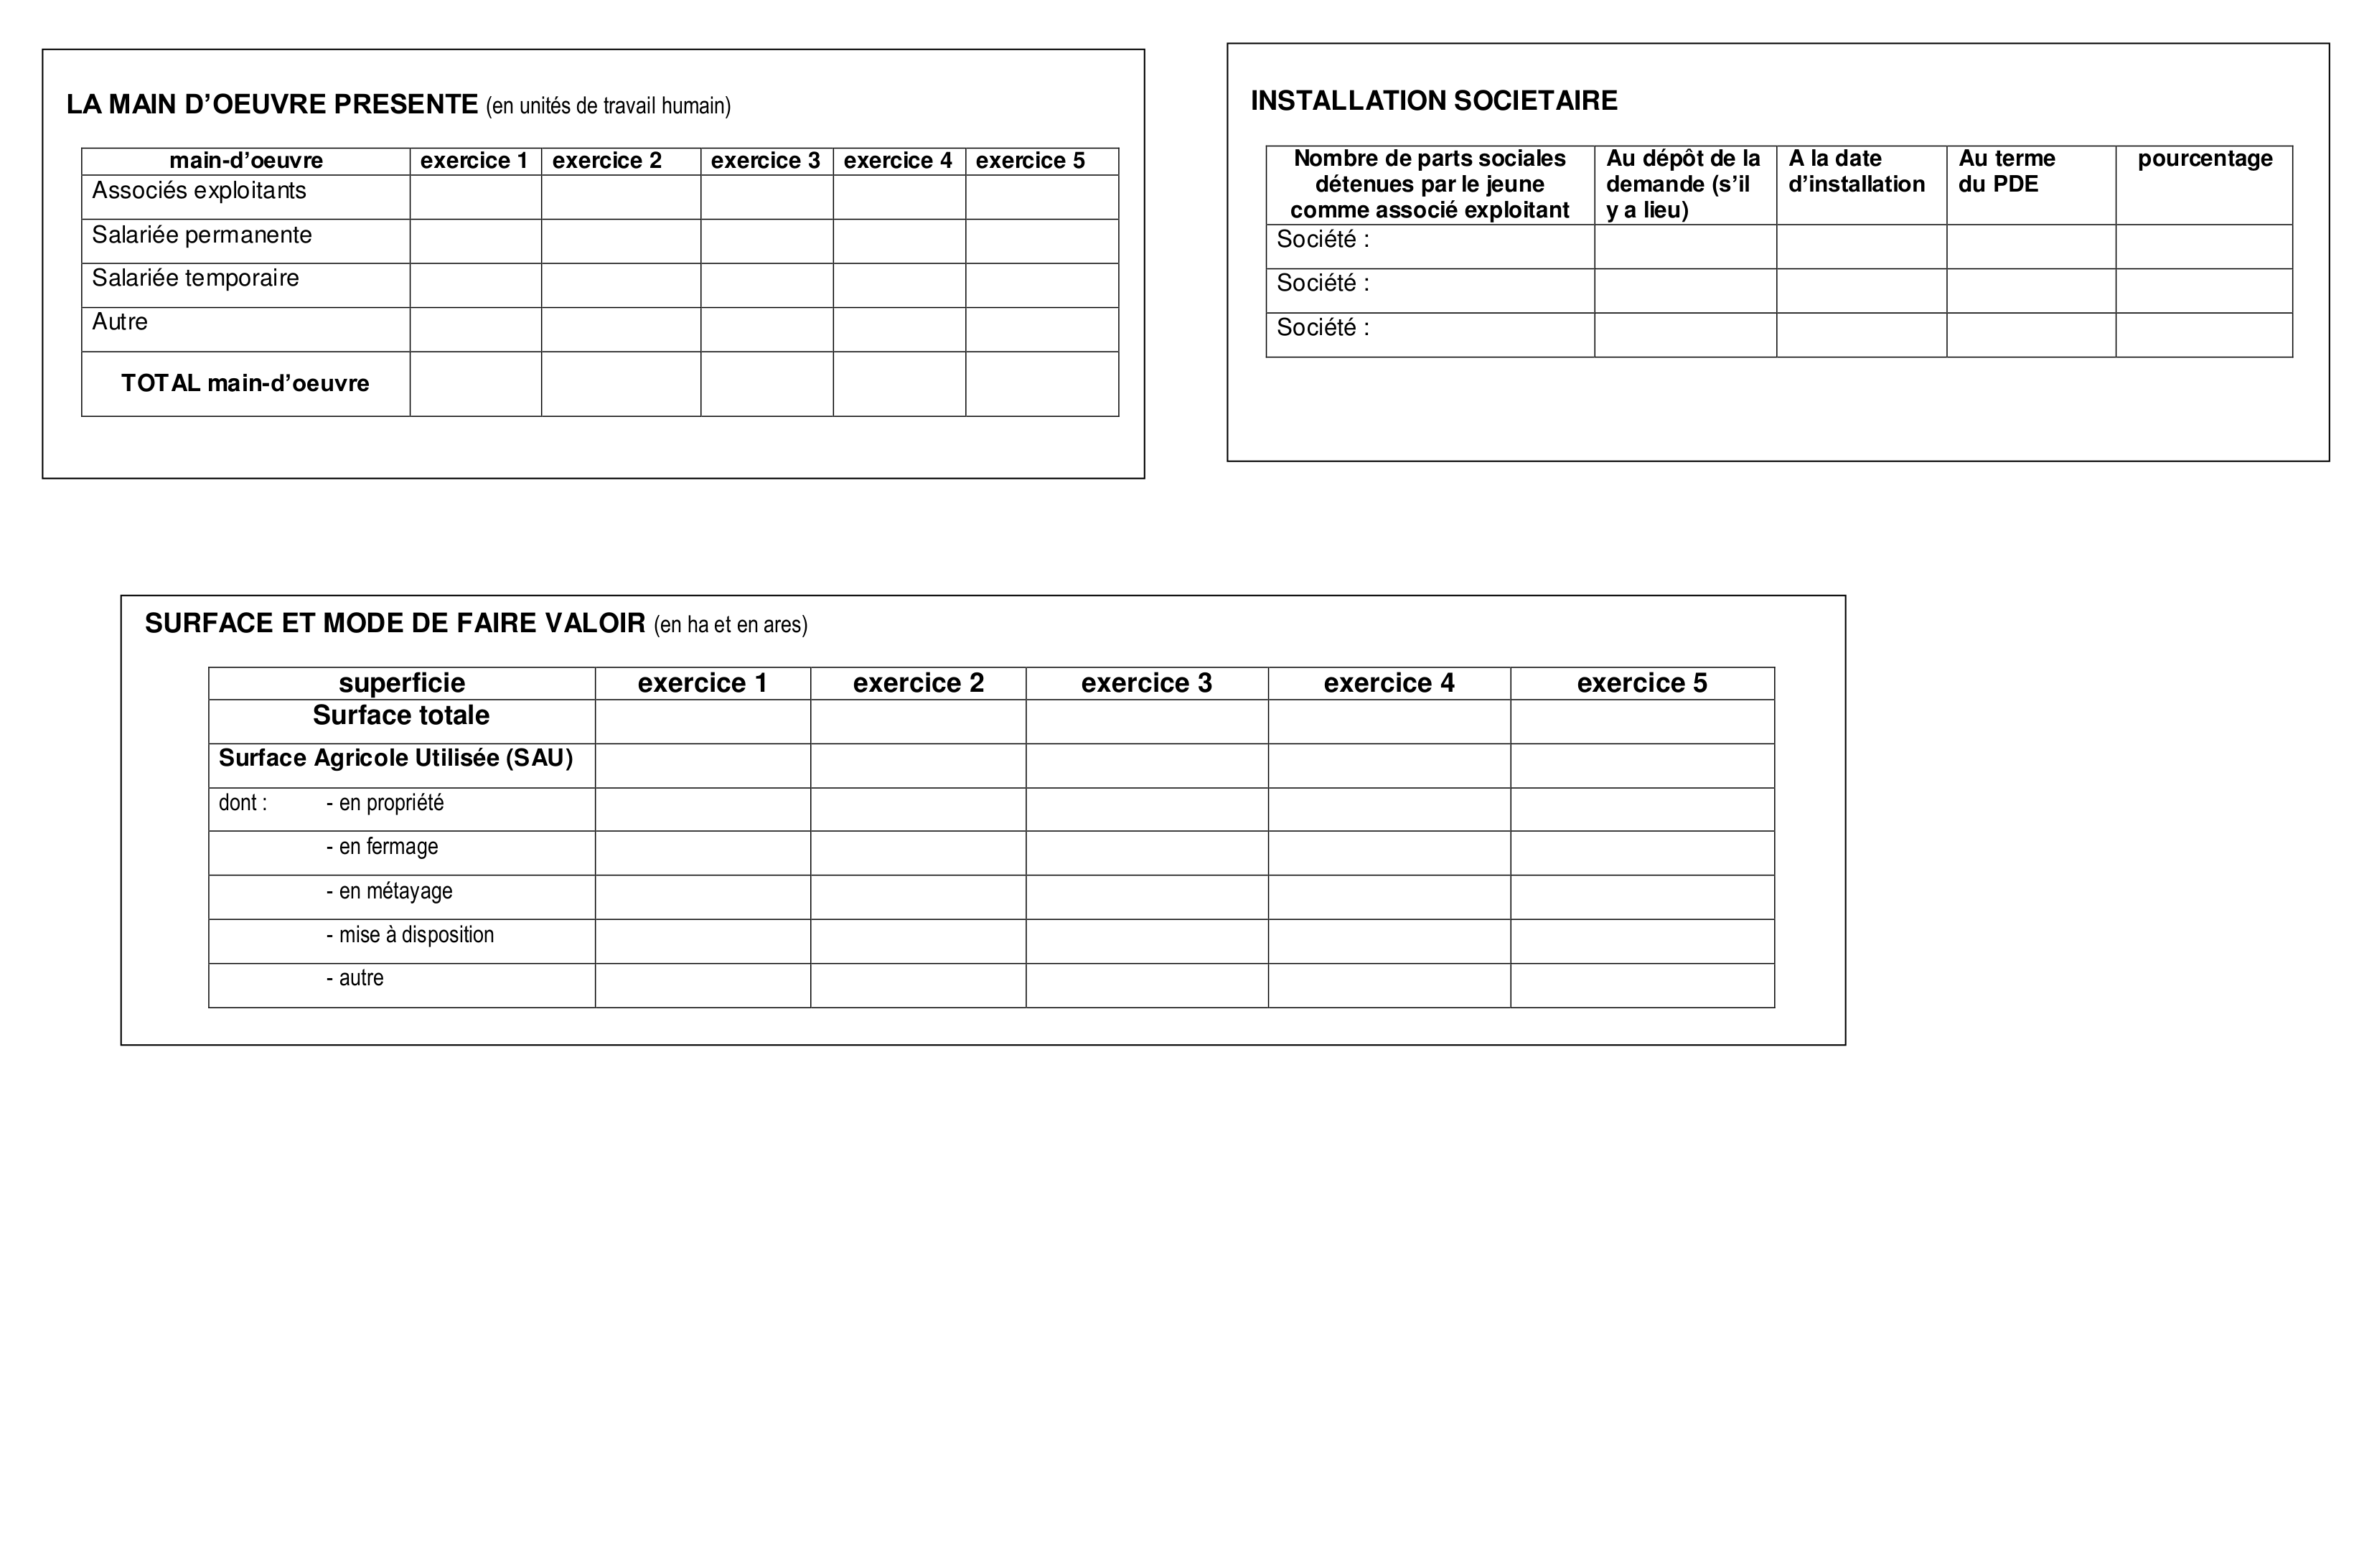 LA MAIN D’OEUVRE PRESENTE (en unités de travail humain)
main-d’oeuvre exercice 1 exercice 2 exercice 3 exercice 4 exercice 5
Associés exploitants
Salariée permanente
Salariée temporaire
Autre
TOTAL main-d’oeuvre
INSTALLATION SOCIETAIRE
Nombre de parts sociales Au dépôt de la A la date Au terme pourcentage
détenues par le jeune demande (s’il d’installation du PDE
comme associé exploitant y a lieu)
Société :
Société :
Société :
SURFACE ET MODE DE FAIRE VALOIR (en ha et en ares)
superficie exercice 1 exercice 2 exercice 3 exercice 4 exercice 5
Surface totale
Surface Agricole Utilisée (SAU)
dont : - en propriété
- en fermage
- en métayage
- mise à disposition
- autre